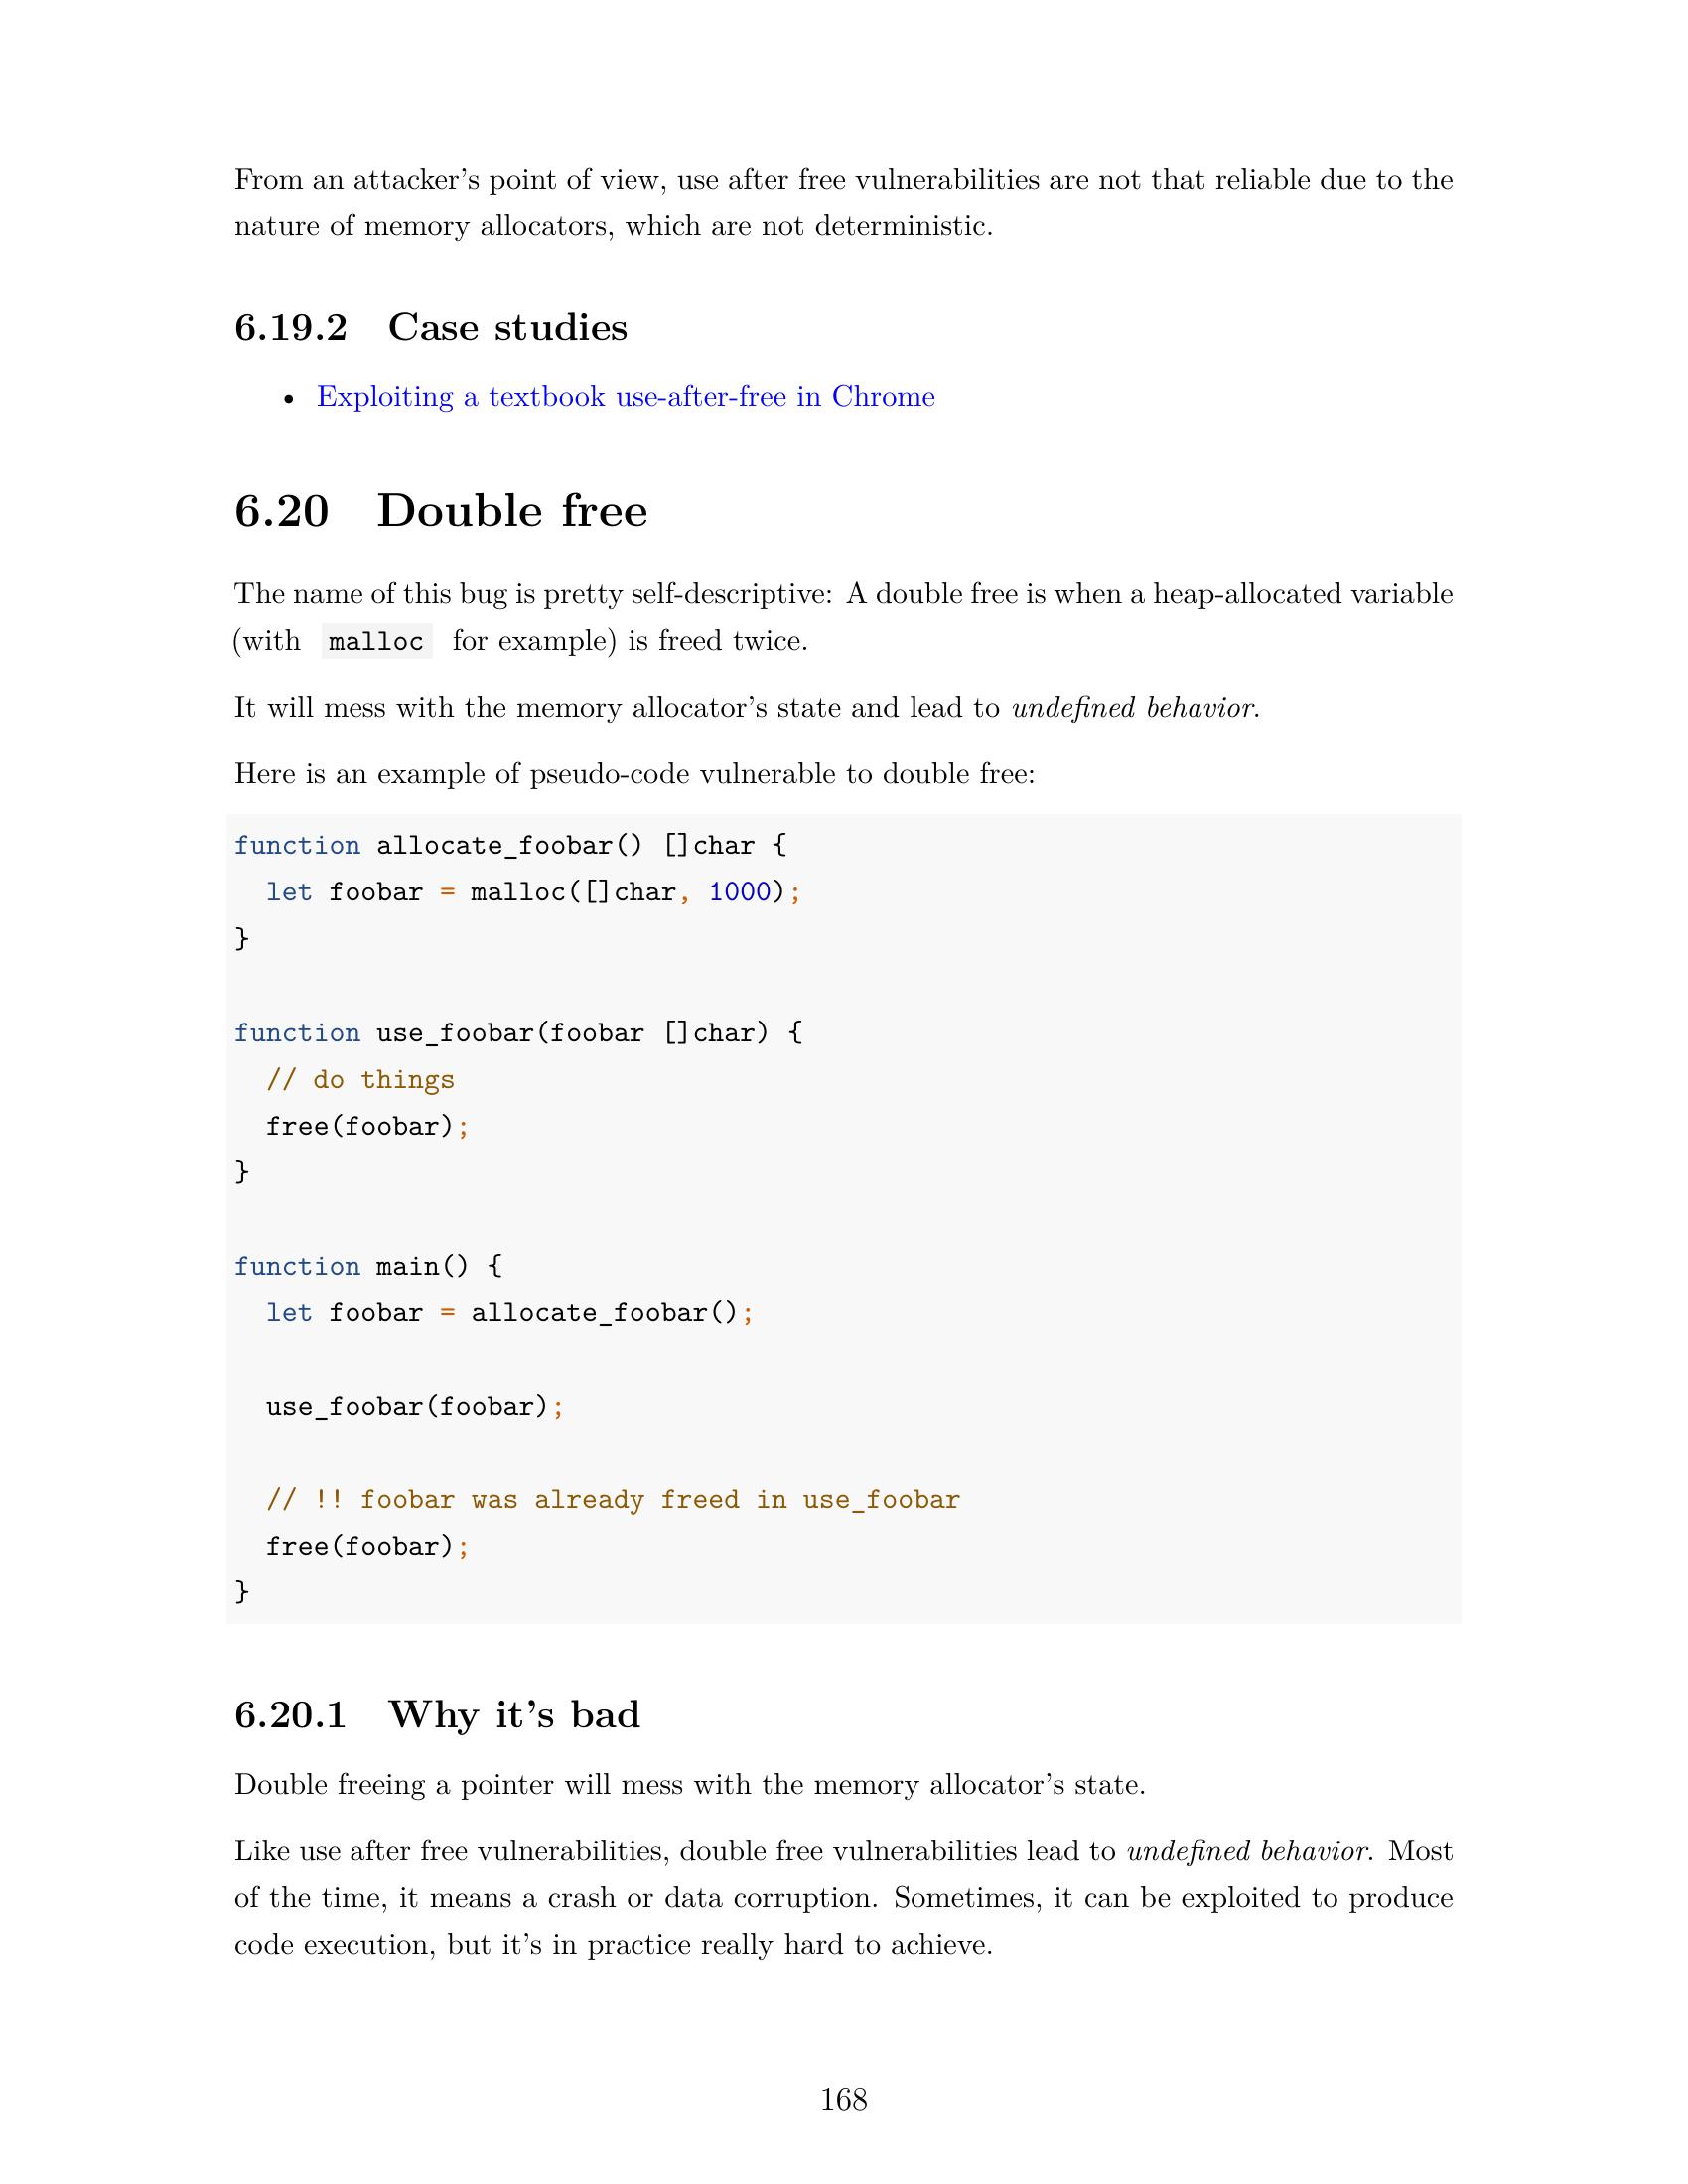 From an attacker's point of view, use after free vulnerabilities are not that reliable due to the
nature of memory allocators, which are not deterministic.
6.19.2 Case studies
• Exploiting a textbook use-after-free in Chrome
6.20 Double free
The name of this bug is pretty self-descriptive: A double free is when a heap-allocated variable
(with malloc for example) is freed twice.
It will mess with the memory allocator's state and lead to undefined behavior.
Here is an example of pseudo-code vulnerable to double free:
function allocate_foobar() []char {
  let foobar = malloc([]char, 1000);
}
function use_foobar(foobar []char) {
  // do things
  free(foobar);
}
function main() {
  let foobar = allocate_foobar();
  use_foobar(foobar);
  // !! foobar was already freed in use_foobar
  free(foobar);
}
6.20.1 Why it's bad
Double freeing a pointer will mess with the memory allocator's state.
Like use after free vulnerabilities, double free vulnerabilities lead to undefined behavior. Most
of the time, it means a crash or data corruption. Sometimes, it can be exploited to produce
code execution, but it's in practice really hard to achieve.
168